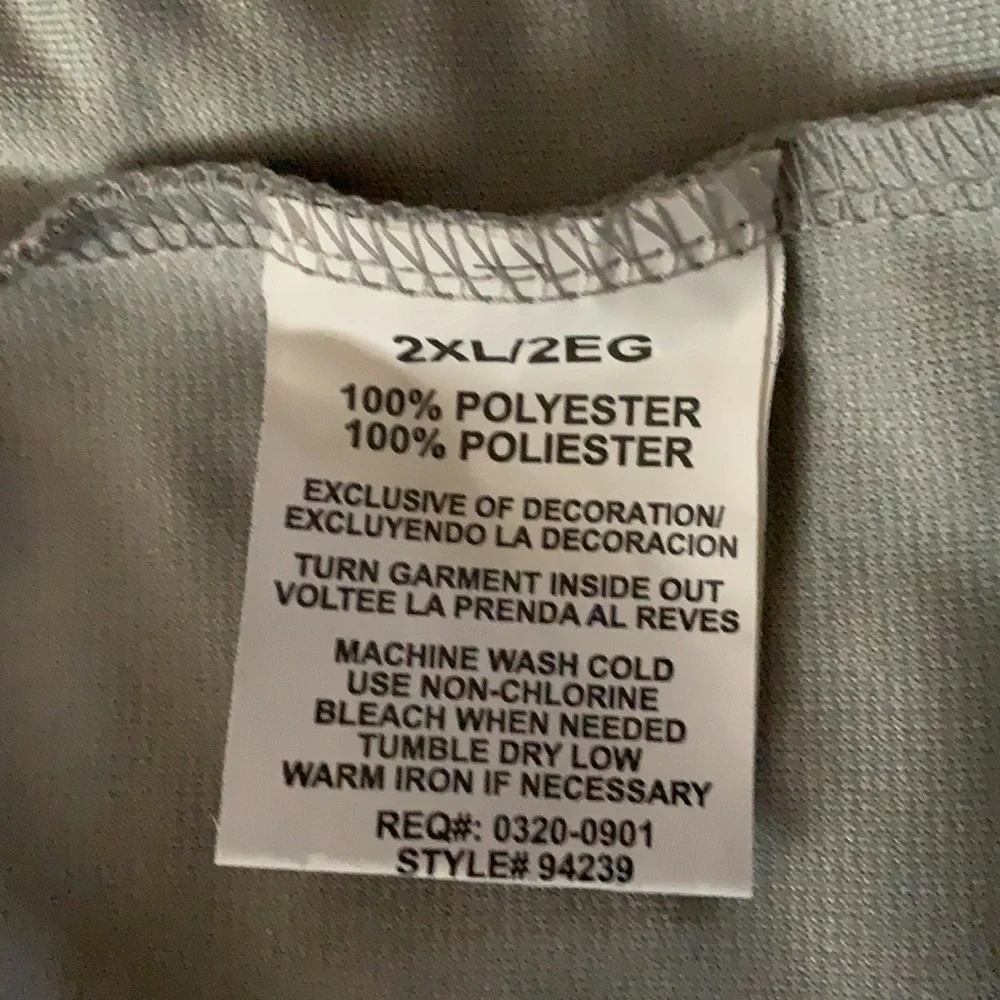 2XL/2EG
100% POLYESTER
100% POLIESTER
EXCLUSIVE OF DECORATION/
EXCLUYENDO LA DECORACION
TURN GARMENT INSIDE OUT
VOLTEE LA PRENDA AL REVES
MACHINE WASH COLD
USE NON-CHLORINE
BLEACH WHEN NEEDED
TUMBLE DRY LOW
WARM IRON IF NECESSARY
REQ#: 0320-0901
STYLE# 94239